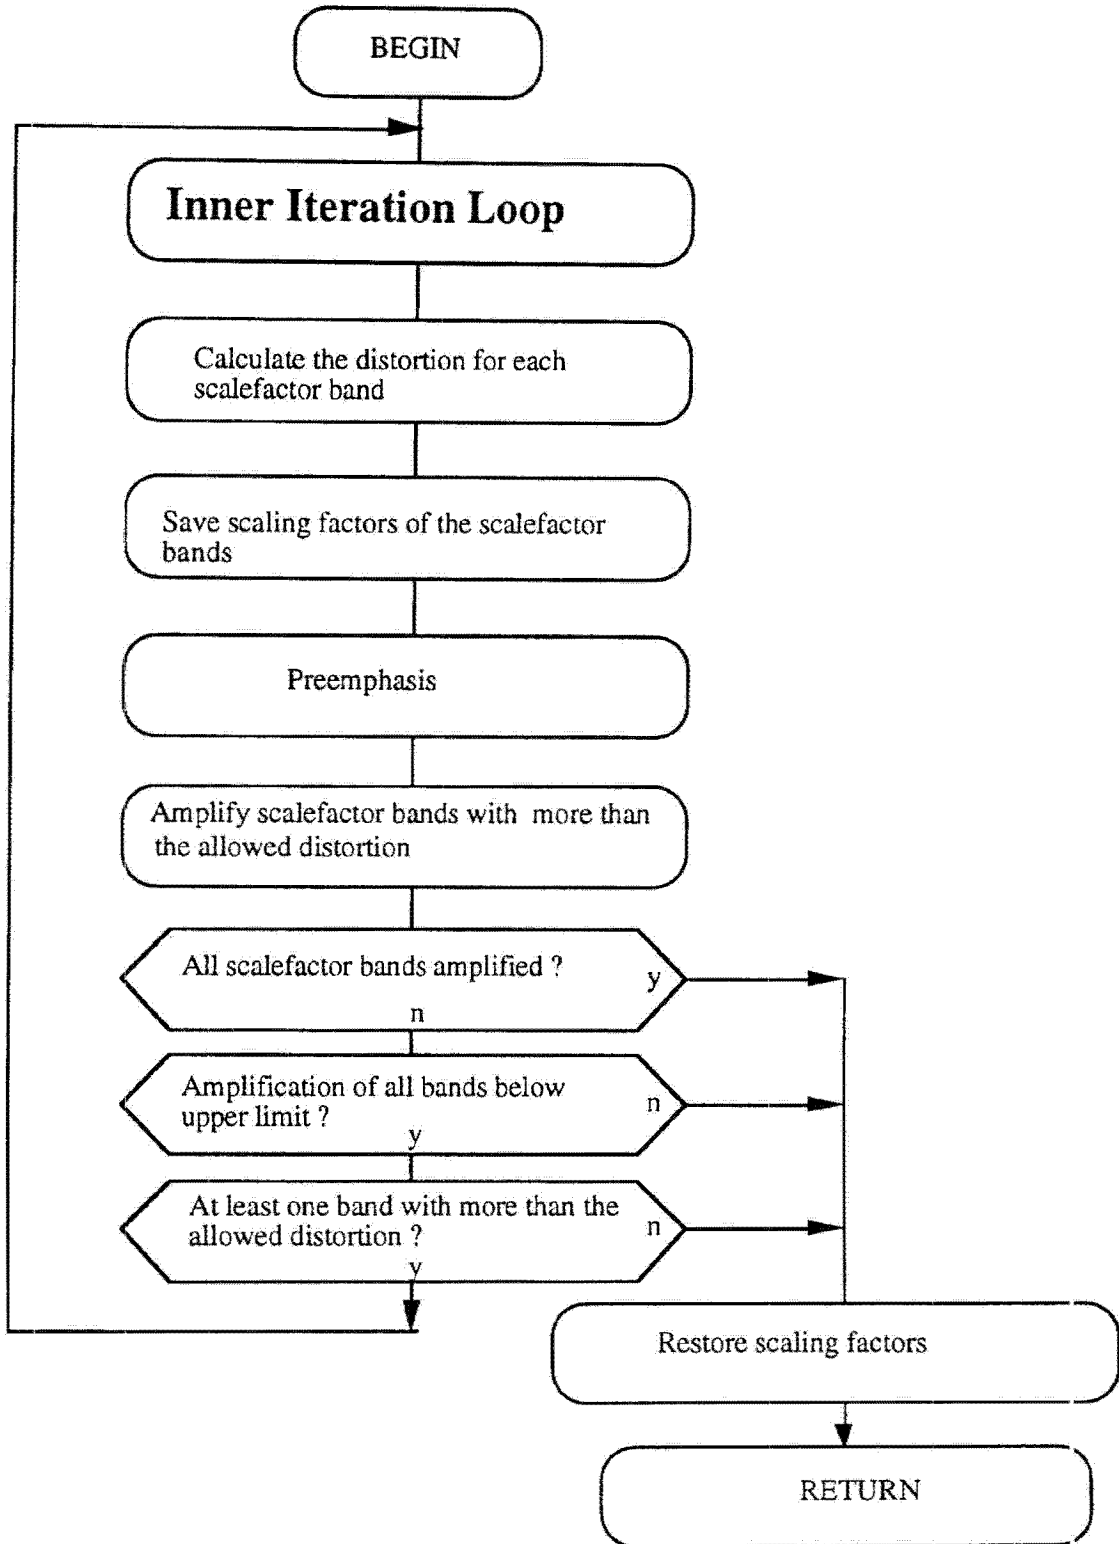 BEGIN
Inner Iteration Loop
Calculate the distortion for each
scalefactor band
Save scaling factors of the scalefactor
bands
Preemphasis
Amplify scalefactor bands with more than
the allowed distortion
All scalefactor bands amplified ?
y
n
Amplification of all bands below
upper limit ?
n
y
At least one band with more than the
allowed distortion ?
n
y
Restore scaling factors
RETURN